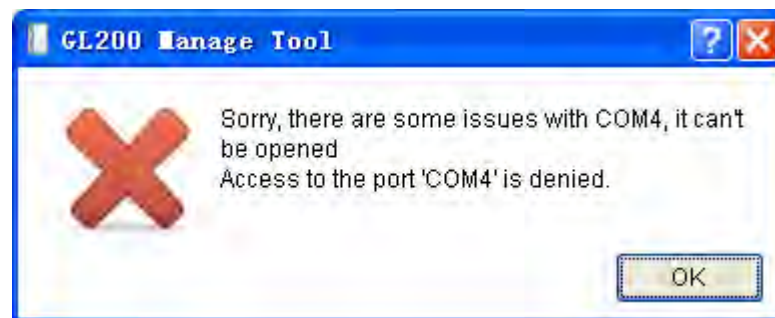 GL200 Manage Tool
Sorry, there are some issues with COM4, it can't
be opened
Access to the port 'COM4' is denied.
OK